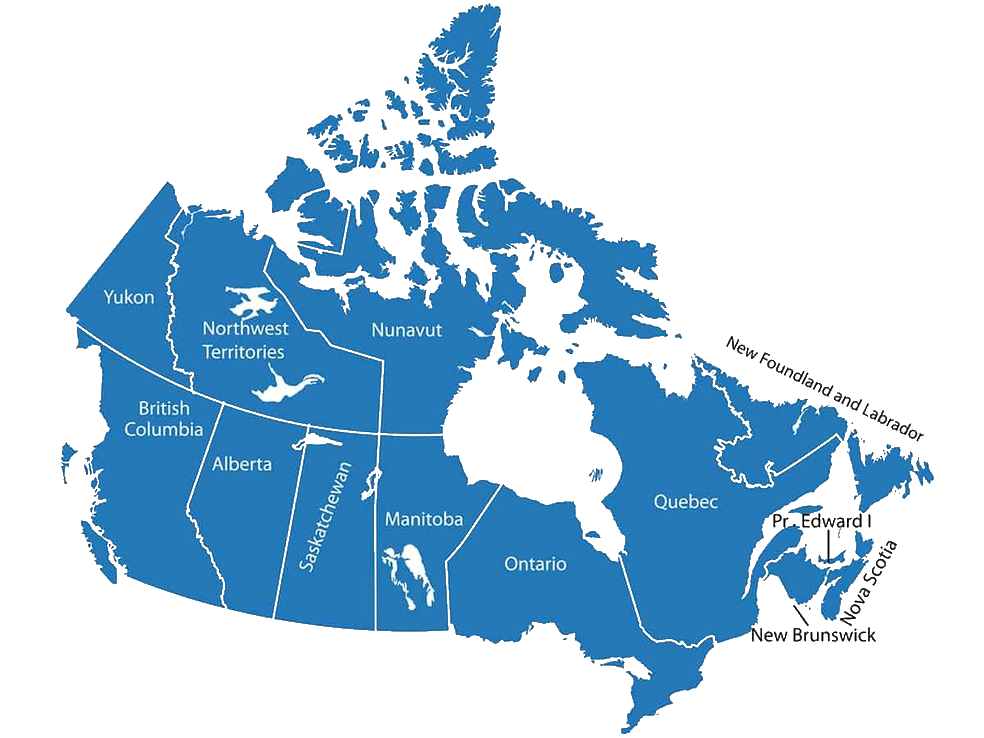 Yukon
Northwest
Territories
Nunavut
British
Columbia
Alberta
Saskatchewan
Manitoba
Ontario
Quebec
New Foundland and Labrador
Pr. Edward I
Nova Scotia
New Brunswick